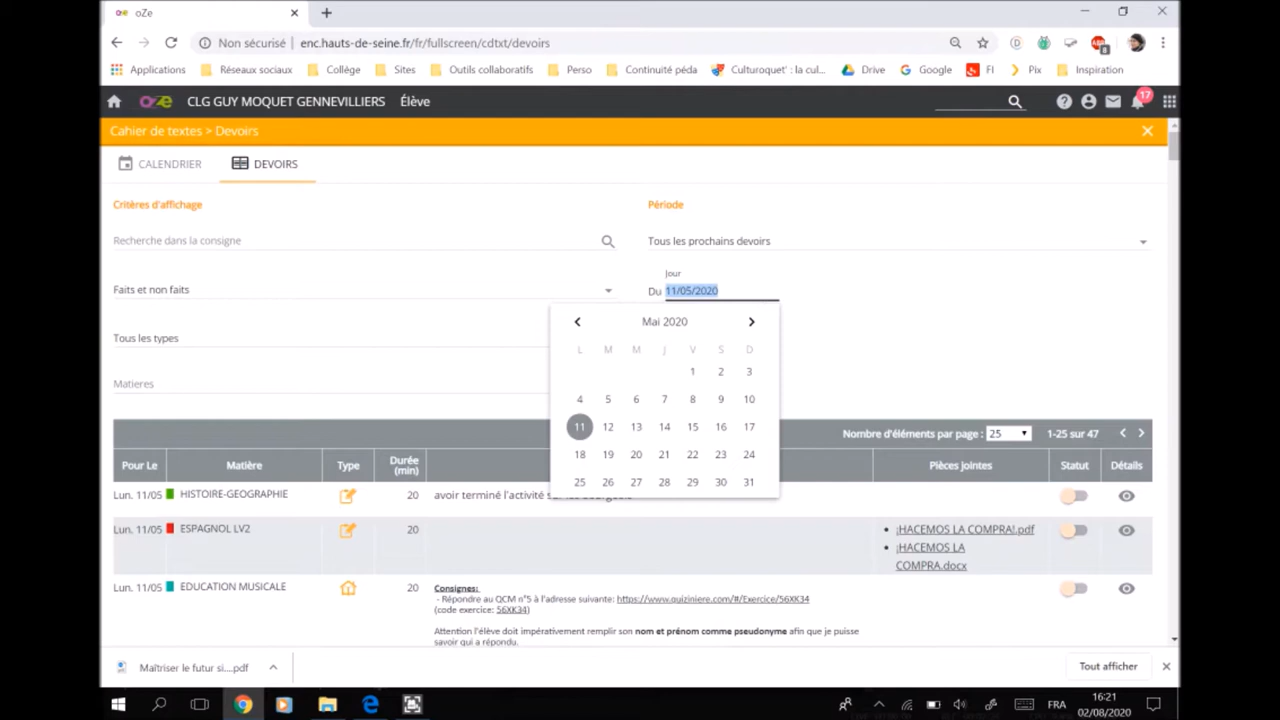 oZe
Non sécurisé | enc.hauts-de-seine.fr/fr/fullscreen/cdtxt/devoirs
Applications Réseaux sociaux Collège Sites Outils collaboratifs Perso Continuité péda Culturoquet' : la cul... Drive Google FI Pix Inspiration
oZe CLG GUY MOQUET GENNEVILLIERS Élève 17
Cahier de textes > Devoirs
CALENDRIER DEVOIRS
Critères d'affichage Période
Recherche dans la consigne Tous les prochains devoirs
Jour
Faits et non faits Du 11/05/2020
Mai 2020
Tous les types
L M M J V S D
1 2 3
Matieres
4 5 6 7 8 9 10
11 12 13 14 15 16 17
Nombre d'éléments par page : 25 1-25 sur 47
18 19 20 21 22 23 24
25 26 27 28 29 30 31
Pour Le Matière Type Durée (min) Pièces jointes Statut Détails
Lun. 11/05 HISTOIRE-GEOGRAPHIE 20 avoir terminé l'activité sur les bourgeois
Lun. 11/05 ESPAGNOL LV2 20 ¡HACEMOS LA COMPRA!.pdf
¡HACEMOS LA
COMPRA.docx
Lun. 11/05 EDUCATION MUSICALE 20 Consignes:
- Répondre au QCM n°5 à l'adresse suivante: https://www.quiziniere.com/#/Exercice/56XK34
(code exercice: 56XK34)
Attention l'élève doit impérativement remplir son nom et prénom comme pseudonyme afin que je puisse
savoir qui a répondu.
Maîtriser le futur si....pdf Tout afficher
FRA 16:21
02/08/2020